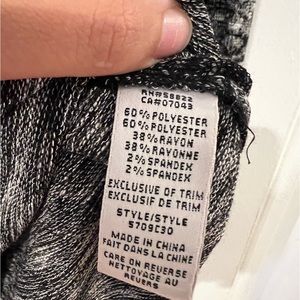 RN#58822
CA#07043
60% POLYESTER
60% POLYESTER
38% RAYON
38% RAYONNE
2% SPANDEX
2% SPANDEX
EXCLUSIVE OF TRIM
EXCLUSIF DE TRIM
STYLE/STYLE
5709C30
MADE IN CHINA
FAIT DANS LA CHINE
CARE ON REVERSE
NETTOYAGE AU
REVERS